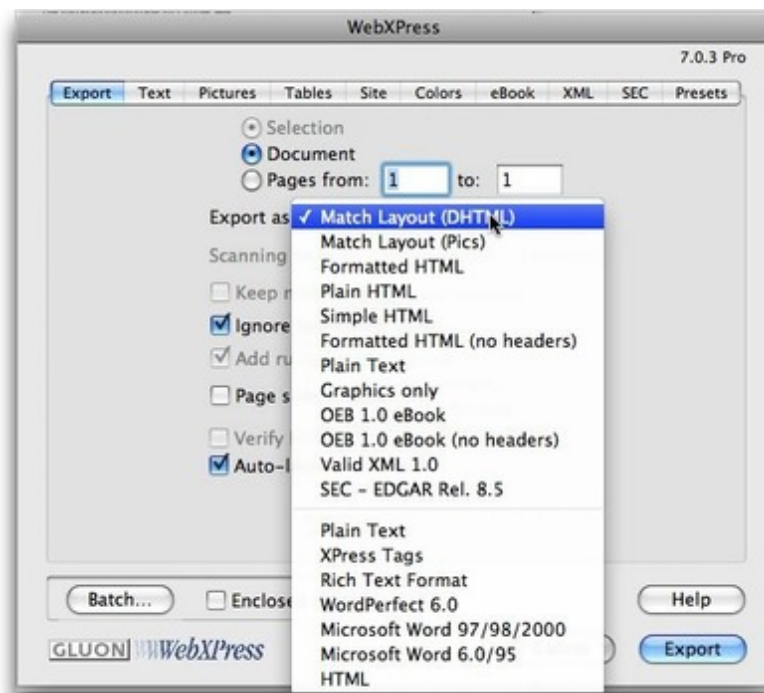 WebXPress
7.0.3 Pro
Export Text Pictures Tables Site Colors eBook XML SEC Presets
Selection
Document
Pages from: 1 to: 1
Export as ✓ Match Layout (DHTML)
Match Layout (Pics)
Scanning
Formatted HTML
Keep
Plain HTML
Ignore
Simple HTML
Formatted HTML (no headers)
Add
Plain Text
Page
Graphics only
OEB 1.0 eBook
Verify
OEB 1.0 eBook (no headers)
Valid XML 1.0
SEC - EDGAR Rel. 8.5
Plain Text
XPress Tags
Rich Text Format
Batch... WordPerfect 6.0 Help
Microsoft Word 97/98/2000
GLUON WebXPress Microsoft Word 6.0/95 Export
HTML